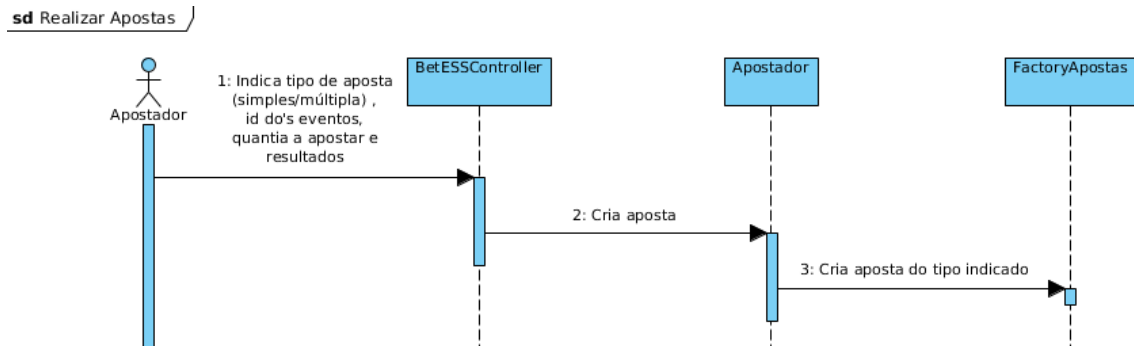 sd Realizar Apostas
BetESSController
Apostador
FactoryApostas
Apostador
1: Indica tipo de aposta
(simples/múltipla) ,
id do's eventos,
quantia a apostar e
resultados
2: Cria aposta
3: Cria aposta do tipo indicado